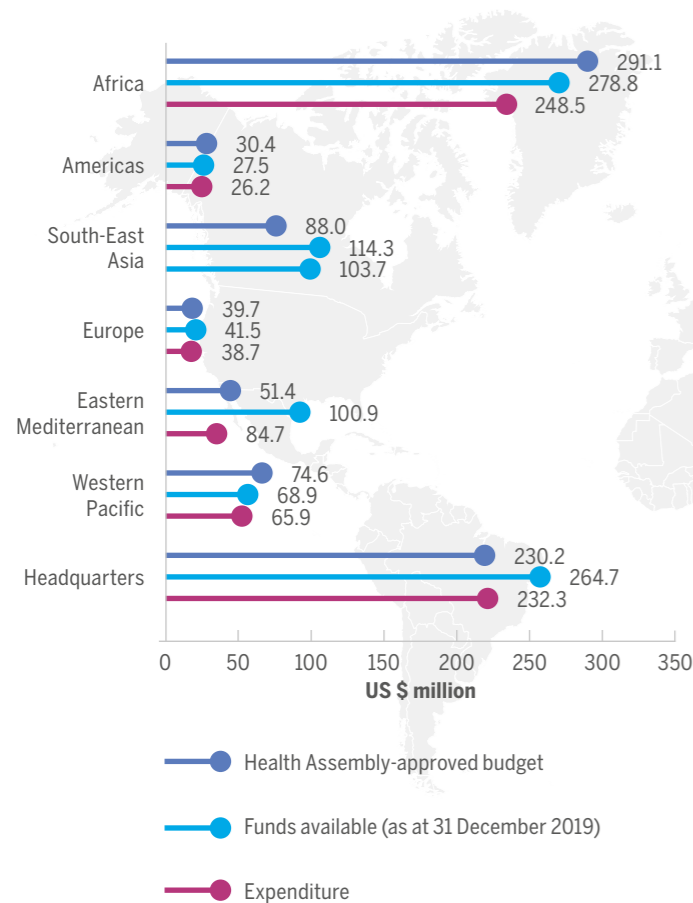 Africa
291.1
278.8
248.5
Americas
30.4
27.5
26.2
South-East
Asia
88.0
114.3
103.7
Europe
39.7
41.5
38.7
Eastern
Mediterranean
51.4
100.9
84.7
Western
Pacific
74.6
68.9
65.9
Headquarters
230.2
264.7
232.3
0 50 100 150 200 250 300 350
US $ million
Health Assembly-approved budget
Funds available (as at 31 December 2019)
Expenditure